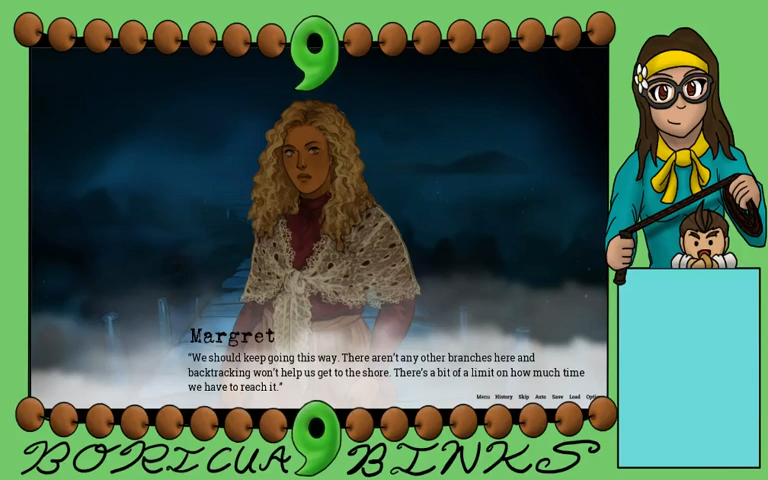 Margret
“We should keep going this way. There aren’t any other branches here and
backtracking won’t help us get to the shore. There’s a bit of a limit on how much time
we have to reach it.”
Menu History Skip Auto Save Load
BORICUA BINKS